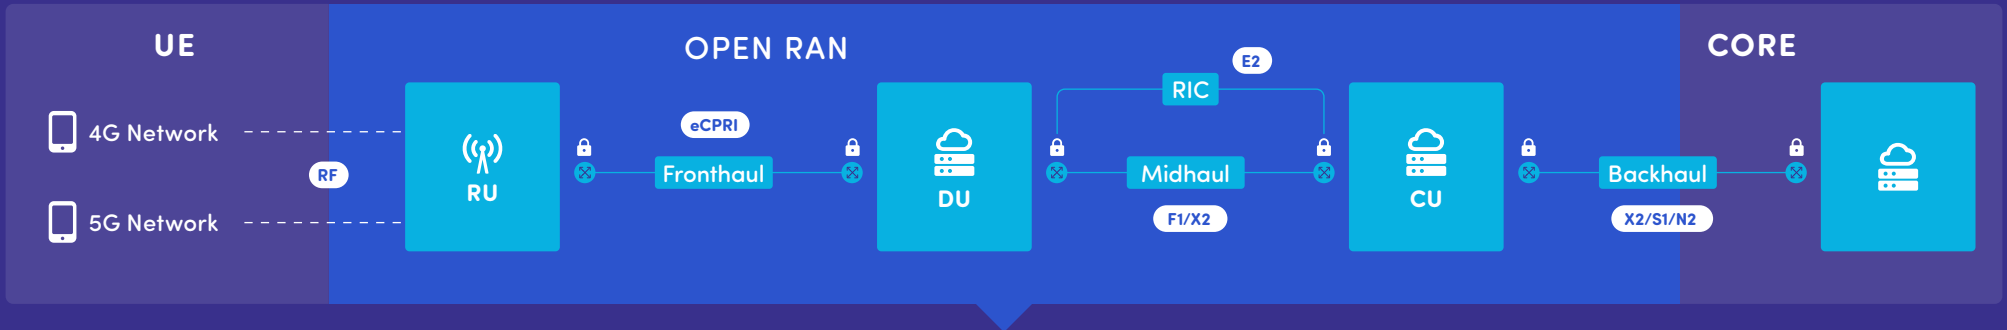 UE
OPEN RAN
CORE
4G Network
5G Network
RF
RU
eCPRI
Fronthaul
DU
E2
RIC
Midhaul
F1/X2
CU
Backhaul
X2/S1/N2